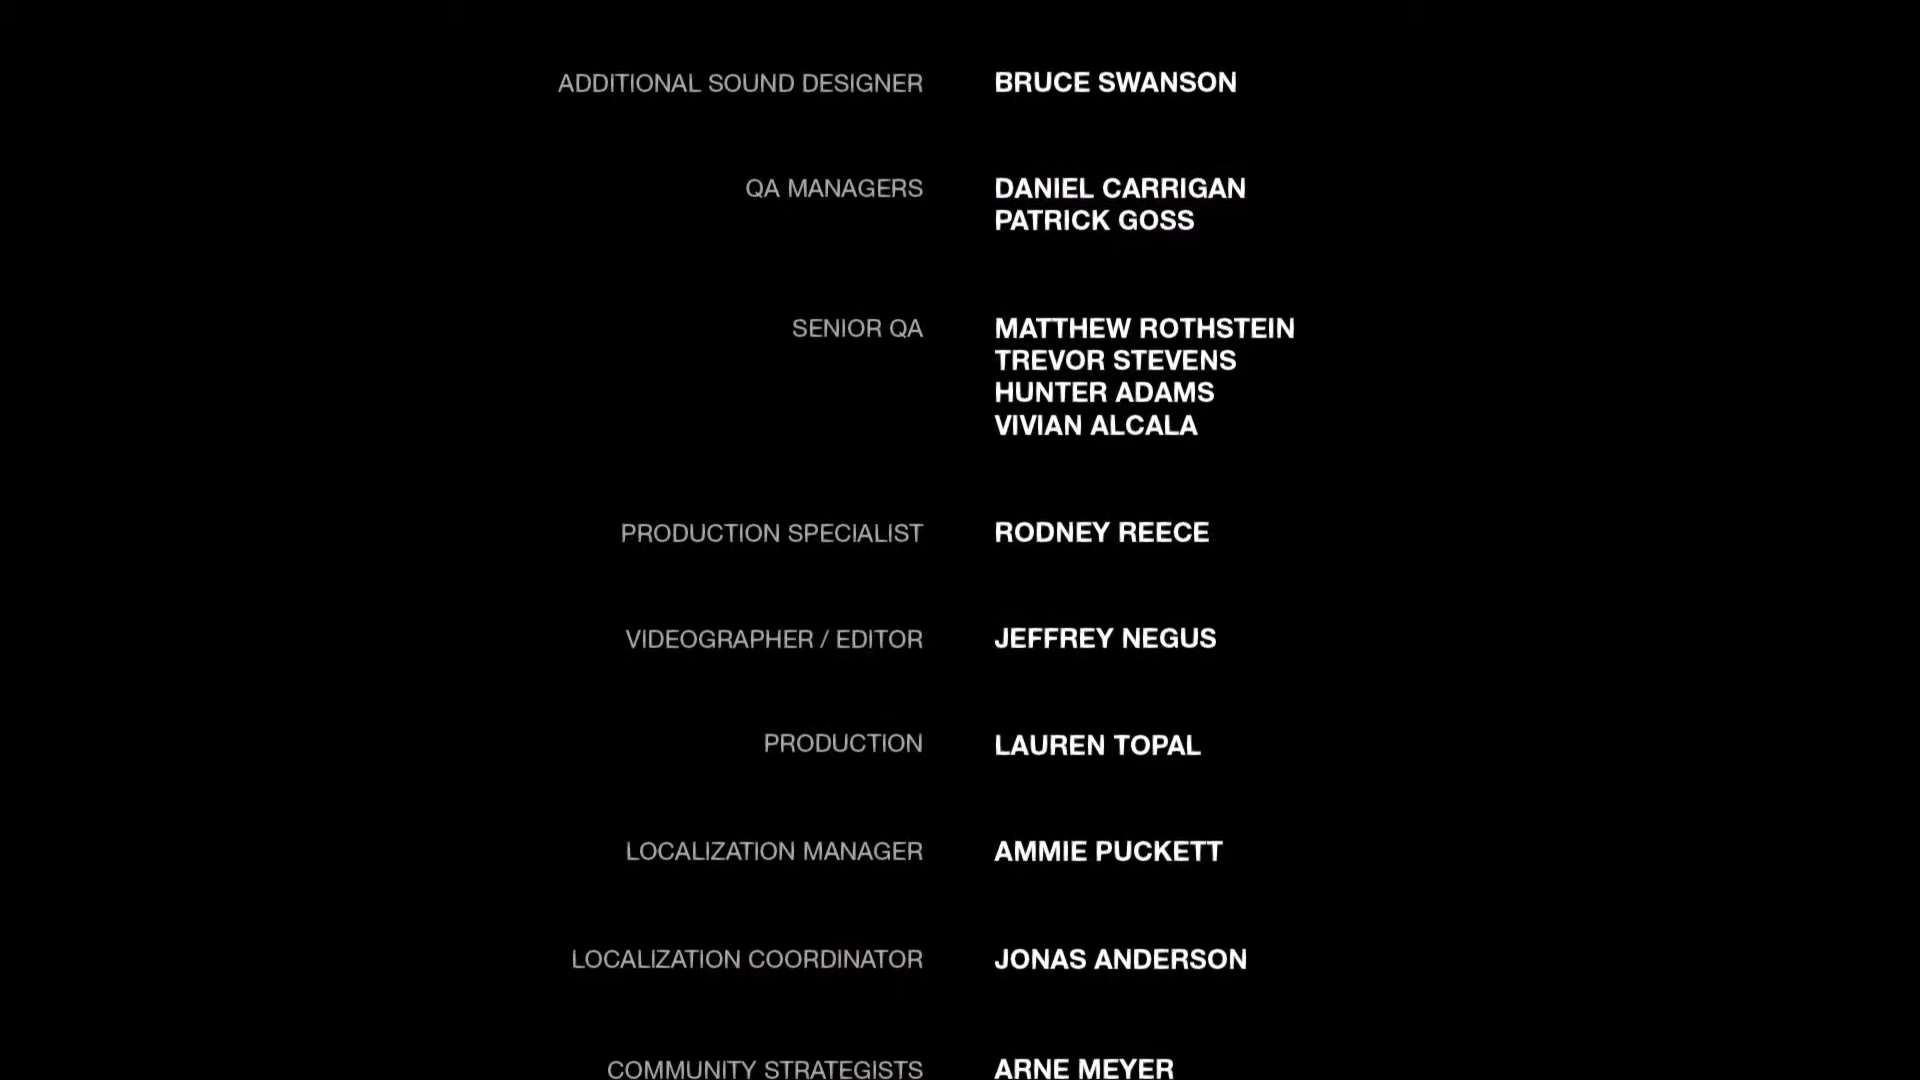 ADDITIONAL SOUND DESIGNER BRUCE SWANSON
QA MANAGERS DANIEL CARRIGAN
PATRICK GOSS
SENIOR QA MATTHEW ROTHSTEIN
TREVOR STEVENS
HUNTER ADAMS
VIVIAN ALCALA
PRODUCTION SPECIALIST RODNEY REECE
VIDEOGRAPHER / EDITOR JEFFREY NEGUS
PRODUCTION LAUREN TOPAL
LOCALIZATION MANAGER AMMIE PUCKETT
LOCALIZATION COORDINATOR JONAS ANDERSON
COMMUNITY STRATEGISTS ARNE MEYER